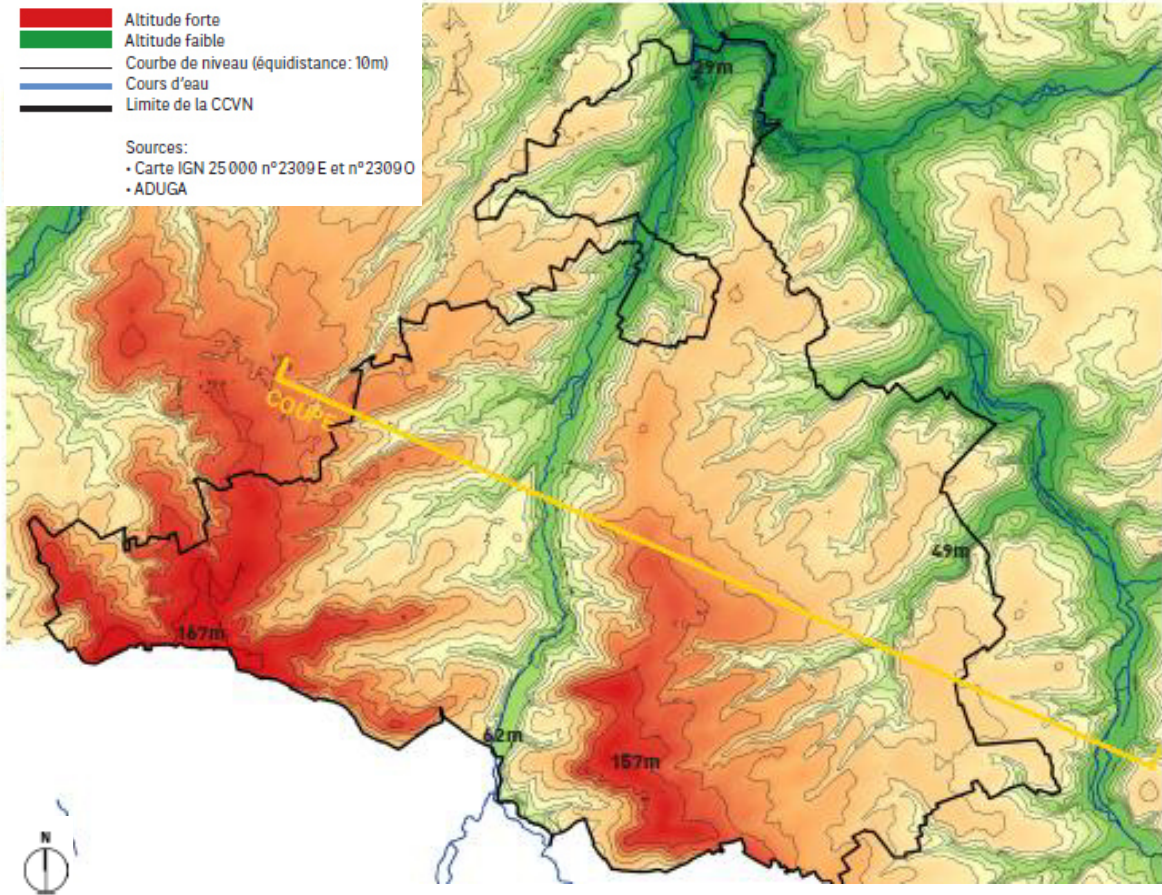 Altitude forte
Altitude faible
Courbe de niveau (équidistance: 10m)
Cours d'eau
Limite de la CCVN
Sources:
• Carte IGN 25 000 n°2309 E et n°2309 O
• ADUGA
29m
COUPE
49m
167m
62m
157m
N